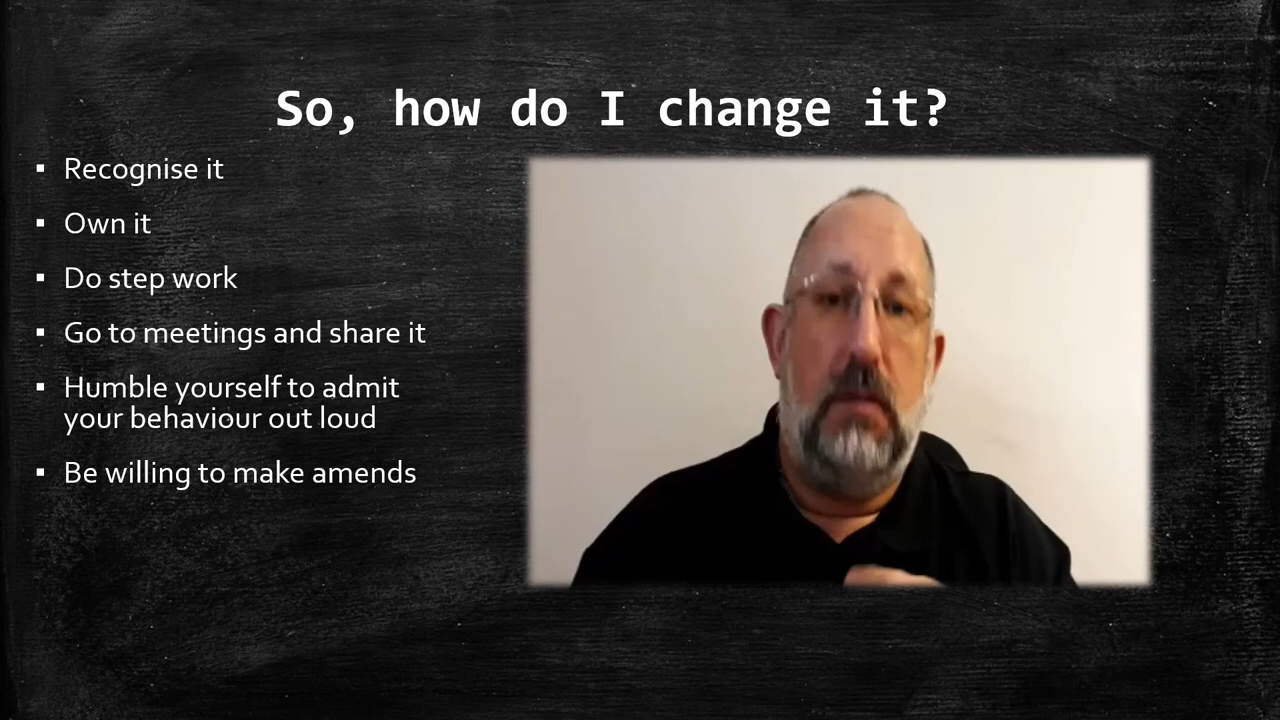 So, how do I change it?
▪ Recognise it
▪ Own it
▪ Do step work
▪ Go to meetings and share it
▪ Humble yourself to admit
your behaviour out loud
▪ Be willing to make amends